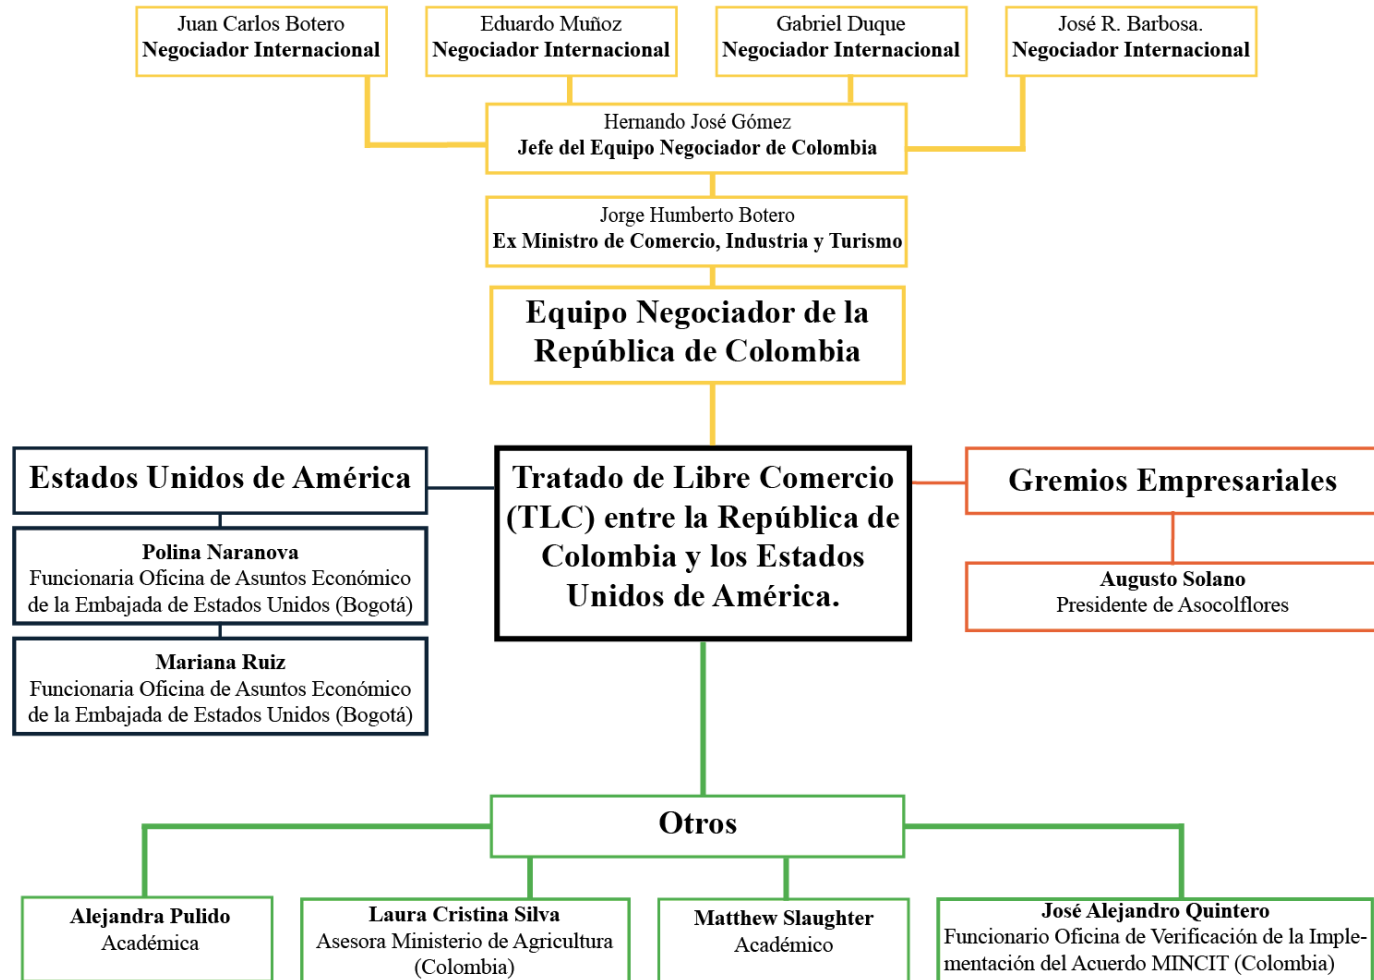 Juan Carlos Botero
Negociador Internacional
Eduardo Muñoz
Negociador Internacional
Gabriel Duque
Negociador Internacional
José R. Barbosa.
Negociador Internacional
Hernando José Gómez
Jefe del Equipo Negociador de Colombia
Jorge Humberto Botero
Ex Ministro de Comercio, Industria y Turismo
Equipo Negociador de la
República de Colombia
Estados Unidos de América
Polina Naranova
Funcionaria Oficina de Asuntos Económico
de la Embajada de Estados Unidos (Bogotá)
Mariana Ruiz
Funcionaria Oficina de Asuntos Económico
de la Embajada de Estados Unidos (Bogotá)
Tratado de Libre Comercio
(TLC) entre la República de
Colombia y los Estados
Unidos de América.
Gremios Empresariales
Augusto Solano
Presidente de Asocolflores
Otros
Alejandra Pulido
Académica
Laura Cristina Silva
Asesora Ministerio de Agricultura
(Colombia)
Matthew Slaughter
Académico
José Alejandro Quintero
Funcionario Oficina de Verificación de la Imple-
mentación del Acuerdo MINCIT (Colombia)